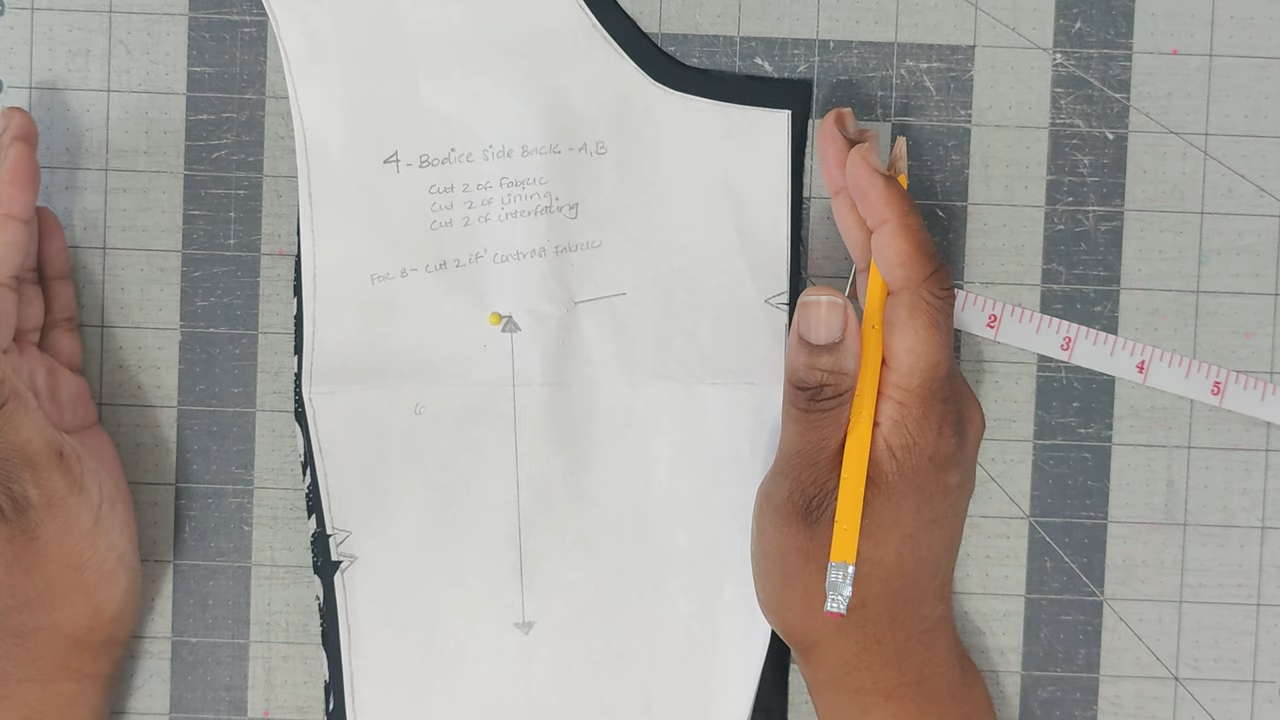 4 - Bodice Side Back - A, B
Cut 2 of fabric
Cut 2 of lining.
Cut 2 of interfacing
For B - Cut 2 of 'Contrast' Fabric
6
2 3 4 5